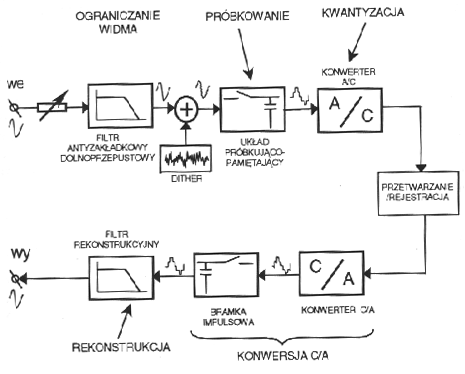 OGRANICZANIE
WIDMA
PRÓBKOWANIE
KWANTYZACJA
we
KONWERTER
A/C
A / C
FILTR
ANTYZAKŁADKOWY
DOLNOPRZEPUSTOWY
DITHER
UKŁAD
PRÓBKUJĄCO-
PAMIĘTAJĄCY
PRZETWARZANIE
/REJESTRACJA
FILTR
REKONSTRUKCYJNY
wy
C / A
BRAMKA
IMPULSOWA
KONWERTER C/A
REKONSTRUKCJA
KONWERSJA C/A